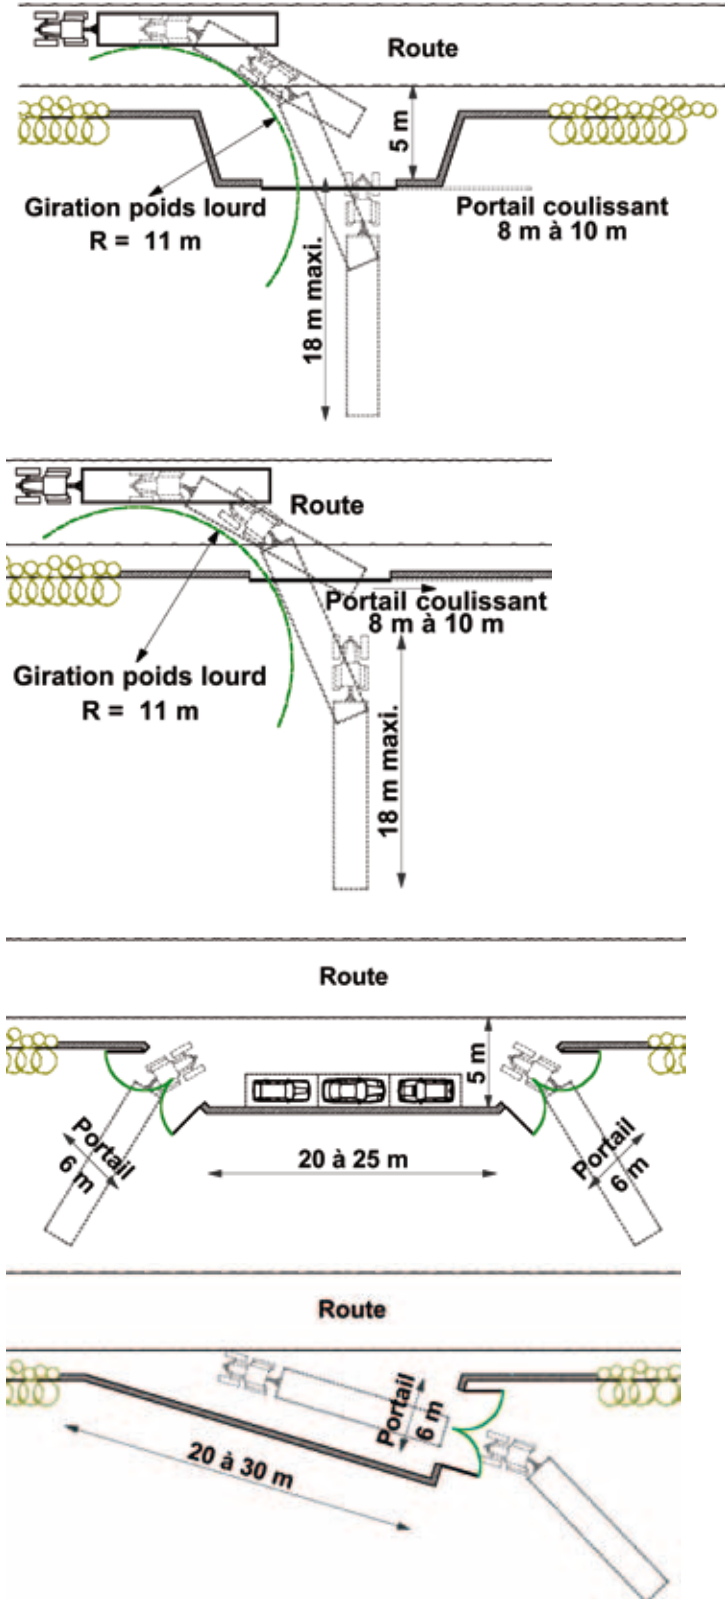 Route
5 m
Giration poids lourd
R = 11 m
18 m maxi.
Portail coulissant
8 m à 10 m
Route
Portail coulissant
8 m à 10 m
Giration poids lourd
R = 11 m
18 m maxi.
Route
5 m
Portail
6 m
20 à 25 m
Portail
6 m
Route
Portail
6 m
20 à 30 m